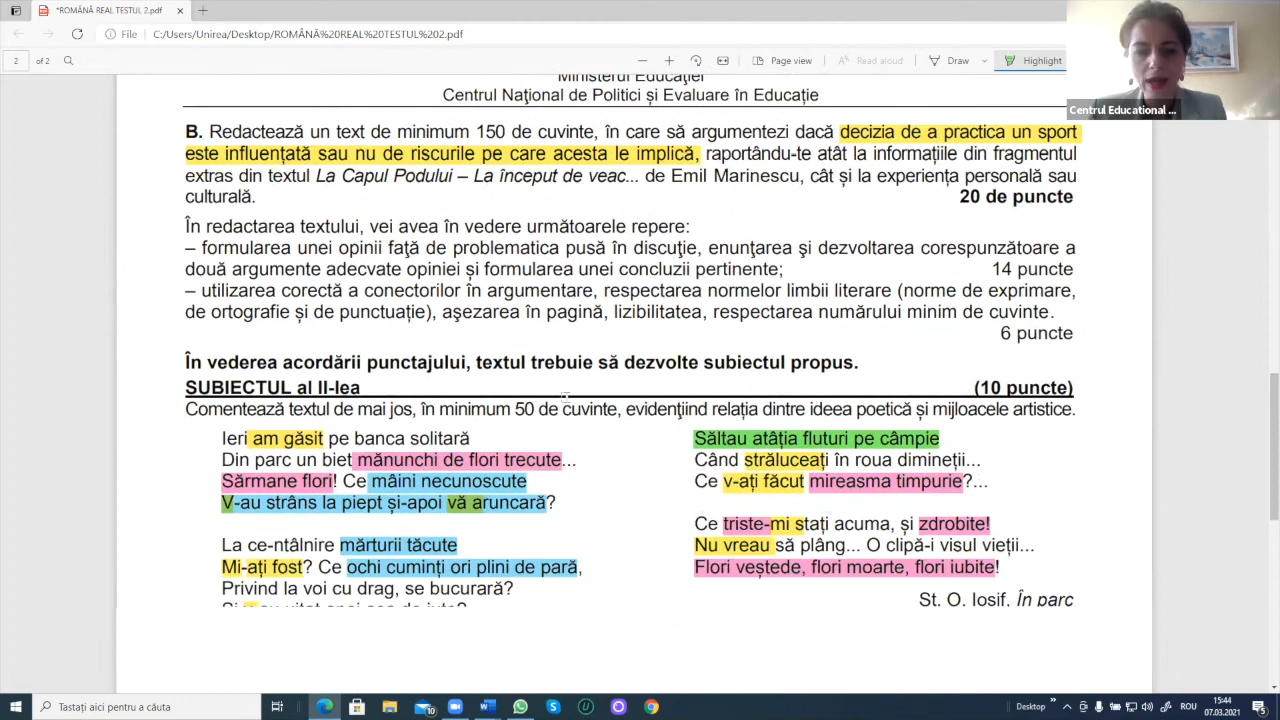 *ROMÂNĂ REAL TESTUL 2.pdf
File
C:/Users/Unirea/Desktop/ROMÂNĂ%20REAL%20TESTUL%202.pdf
2 of 2
Page view
Read aloud
Draw
Highlight
Centrul Educational ...
Ministerul Educației
Centrul Naţional de Politici și Evaluare în Educație
B. Redactează un text de minimum 150 de cuvinte, în care să argumentezi dacă decizia de a practica un sport
este influențată sau nu de riscurile pe care acesta le implică, raportându-te atât la informațiile din fragmentul
extras din textul La Capul Podului – La început de veac... de Emil Marinescu, cât și la experiența personală sau
culturală. 20 de puncte
În redactarea textului, vei avea în vedere următoarele repere:
– formularea unei opinii faţă de problematica pusă în discuţie, enunţarea şi dezvoltarea corespunzătoare a
două argumente adecvate opiniei și formularea unei concluzii pertinente; 14 puncte
– utilizarea corectă a conectorilor în argumentare, respectarea normelor limbii literare (norme de exprimare,
de ortografie și de punctuație), aşezarea în pagină, lizibilitatea, respectarea numărului minim de cuvinte.
6 puncte
În vederea acordării punctajului, textul trebuie să dezvolte subiectul propus.
SUBIECTUL al II-lea (10 puncte)
Comentează textul de mai jos, în minimum 50 de cuvinte, evidenţiind relația dintre ideea poetică și mijloacele artistice.
Ieri am găsit pe banca solitară
Din parc un biet mănunchi de flori trecute...
Sărmane flori! Ce mâini necunoscute
V-au strâns la piept și-apoi vă aruncară?
La ce-ntâlnire mărturii tăcute
Mi-ați fost? Ce ochi cuminți ori plini de pară,
Privind la voi cu drag, se bucurară?
Săltau atâția fluturi pe câmpie
Când străluceați în roua dimineții...
Ce v-ați făcut mireasma timpurie?...
Ce triste-mi stați acuma, și zdrobite!
Nu vreau să plâng... O clipă-i visul vieții...
Flori veștede, flori moarte, flori iubite!
St. O. Iosif, În parc
Tastați aici pentru a căuta
10
Desktop
ROU
15:44
07.03.2021
5